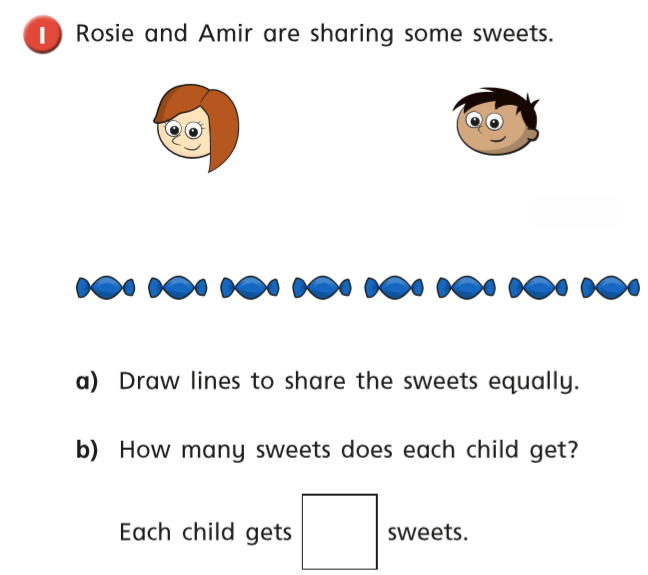 1 Rosie and Amir are sharing some sweets.
a) Draw lines to share the sweets equally.
b) How many sweets does each child get?
Each child gets sweets.